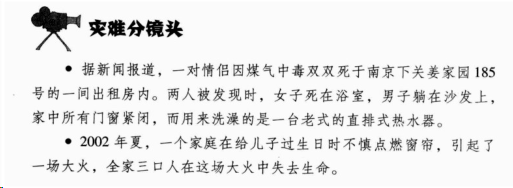 灾难分镜头
● 据新闻报道，一对情侣因煤气中毒双双死于南京下关姜家园185
号的一间出租房内。两人被发现时，女子死在浴室，男子躺在沙发上，
家中所有门窗紧闭，而用来洗澡的是一台老式的直排式热水器。
● 2002年夏，一个家庭在给儿子过生日时不慎点燃窗帘，引起了
一场大火，全家三口人在这场大火中失去生命。